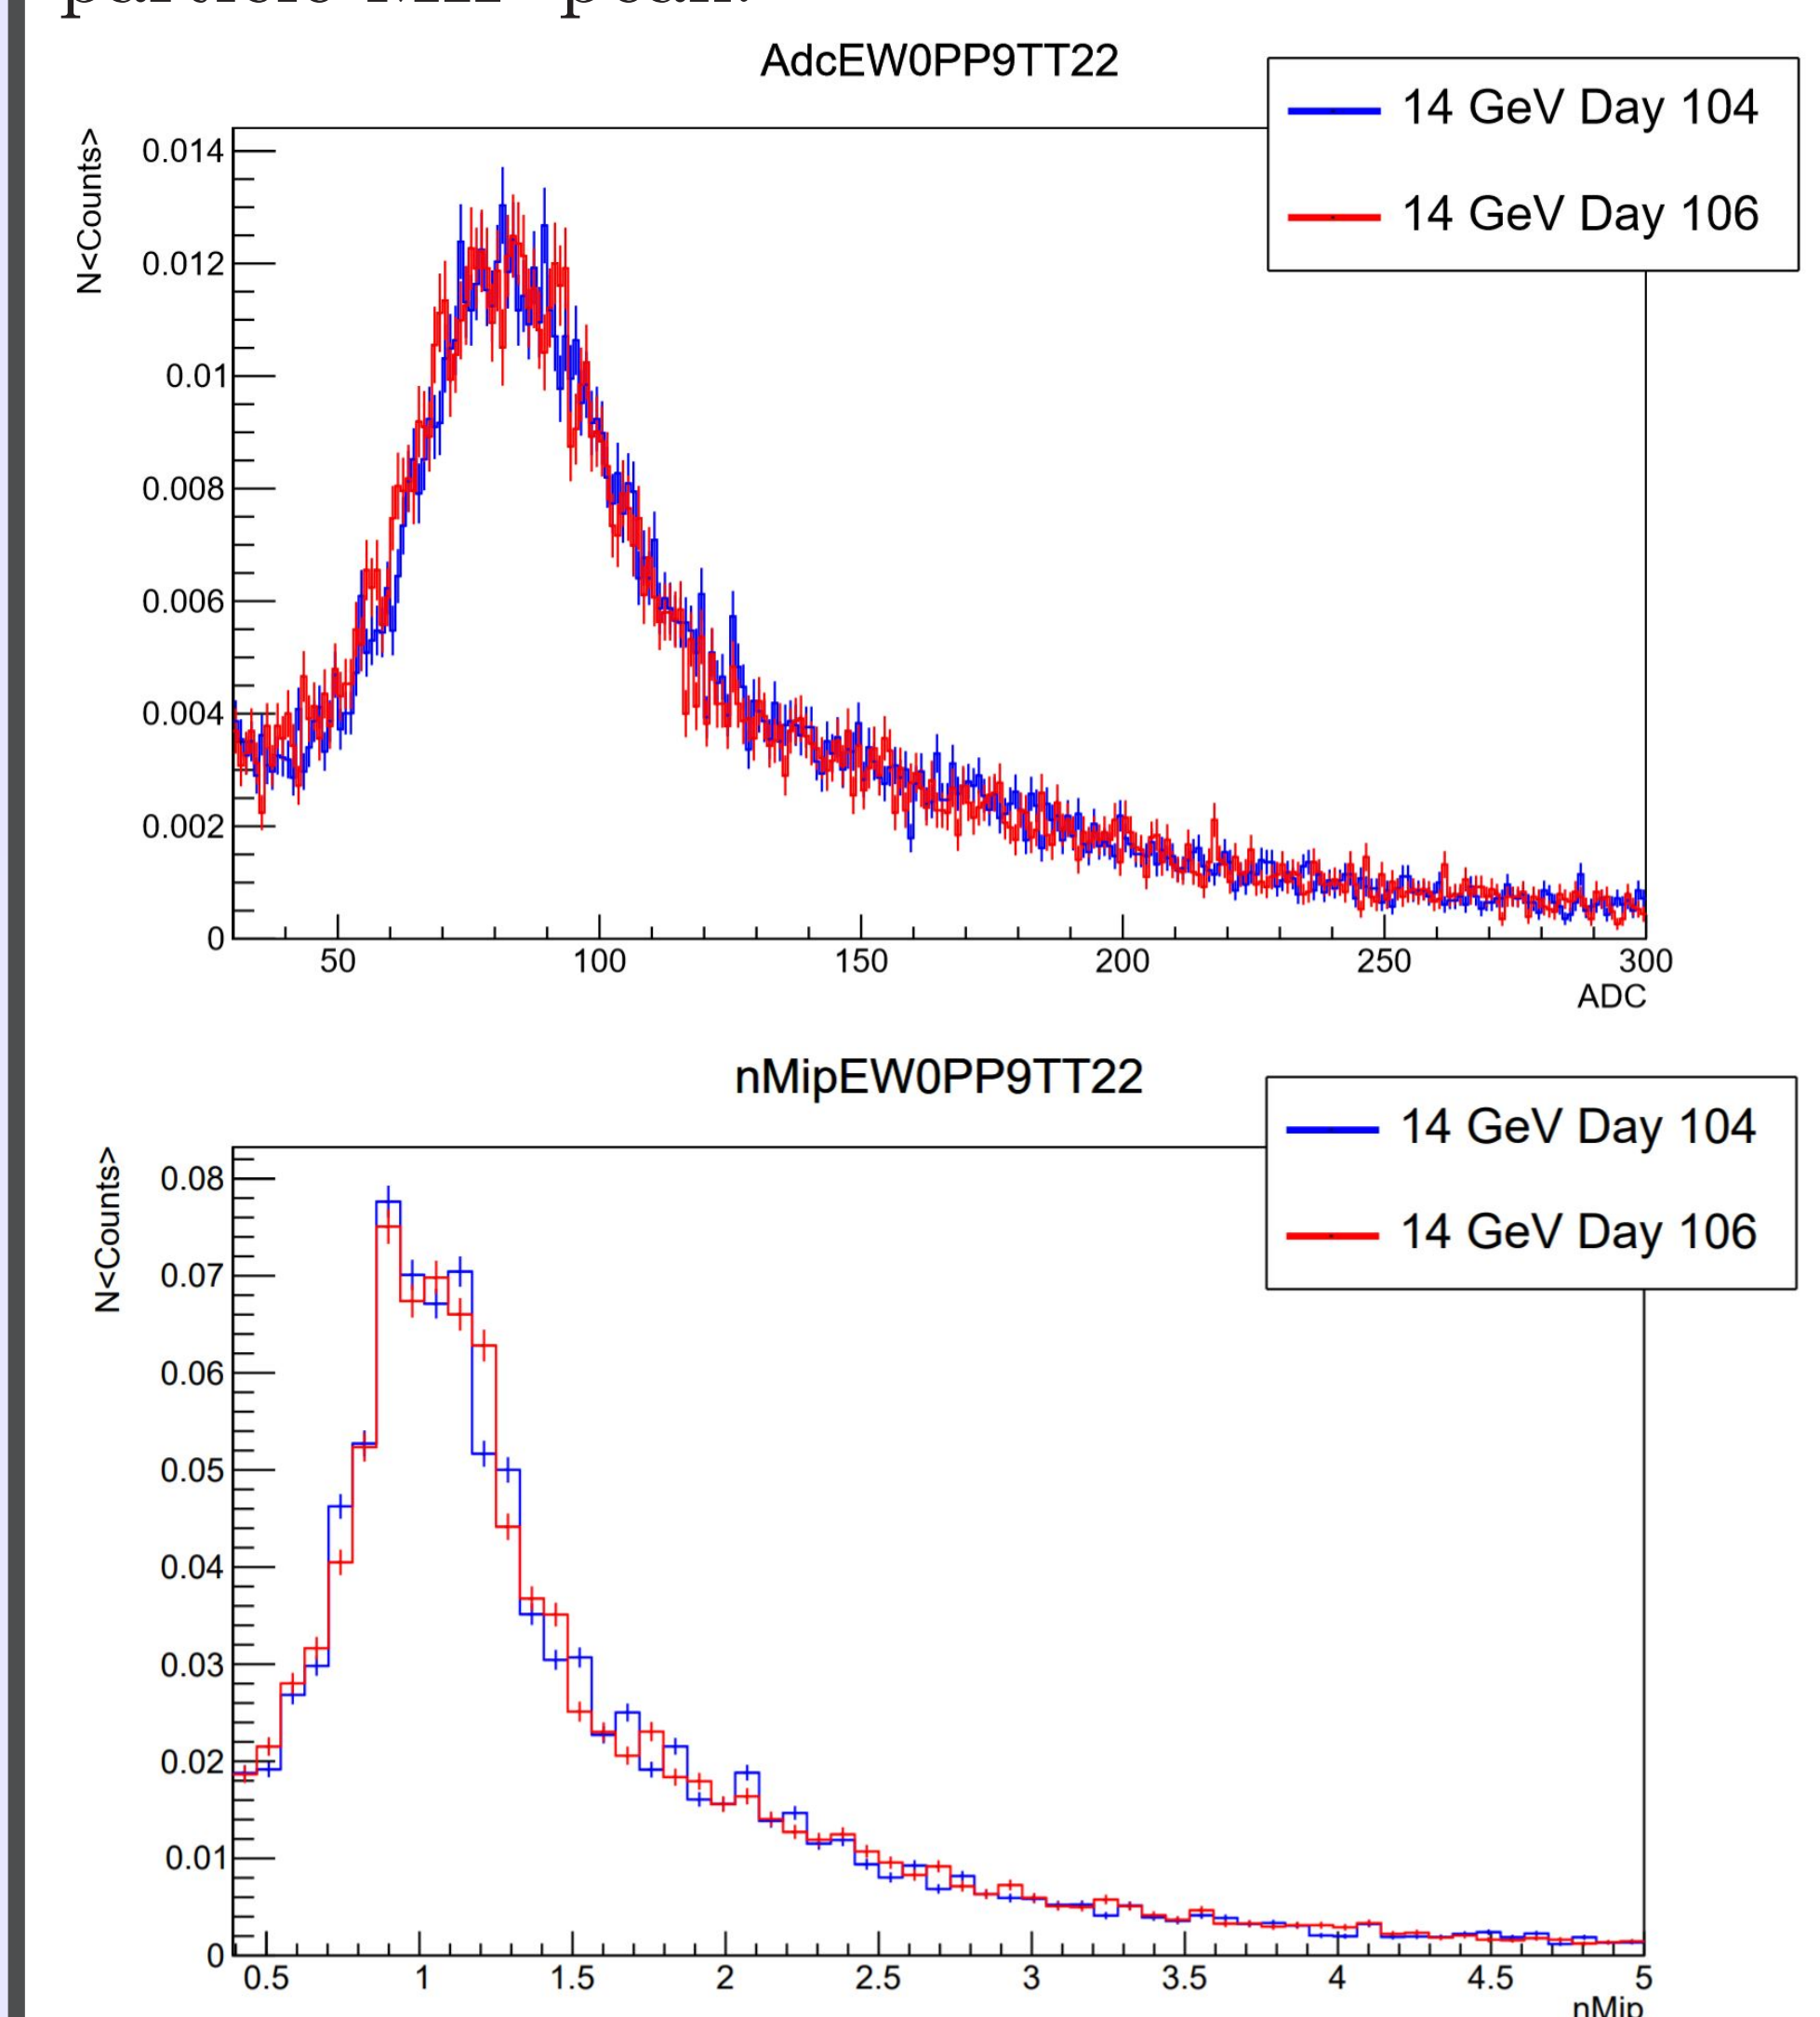 particle MIP peak.
AdcEW0PP9TT22
14 GeV Day 104
14 GeV Day 106
N<Counts>
0.014
0.012
0.01
0.008
0.006
0.004
0.002
0
50 100 150 200 250 300
ADC
nMipEW0PP9TT22
14 GeV Day 104
14 GeV Day 106
N<Counts>
0.08
0.07
0.06
0.05
0.04
0.03
0.02
0.01
0
0.5 1 1.5 2 2.5 3 3.5 4 4.5 5
nMip